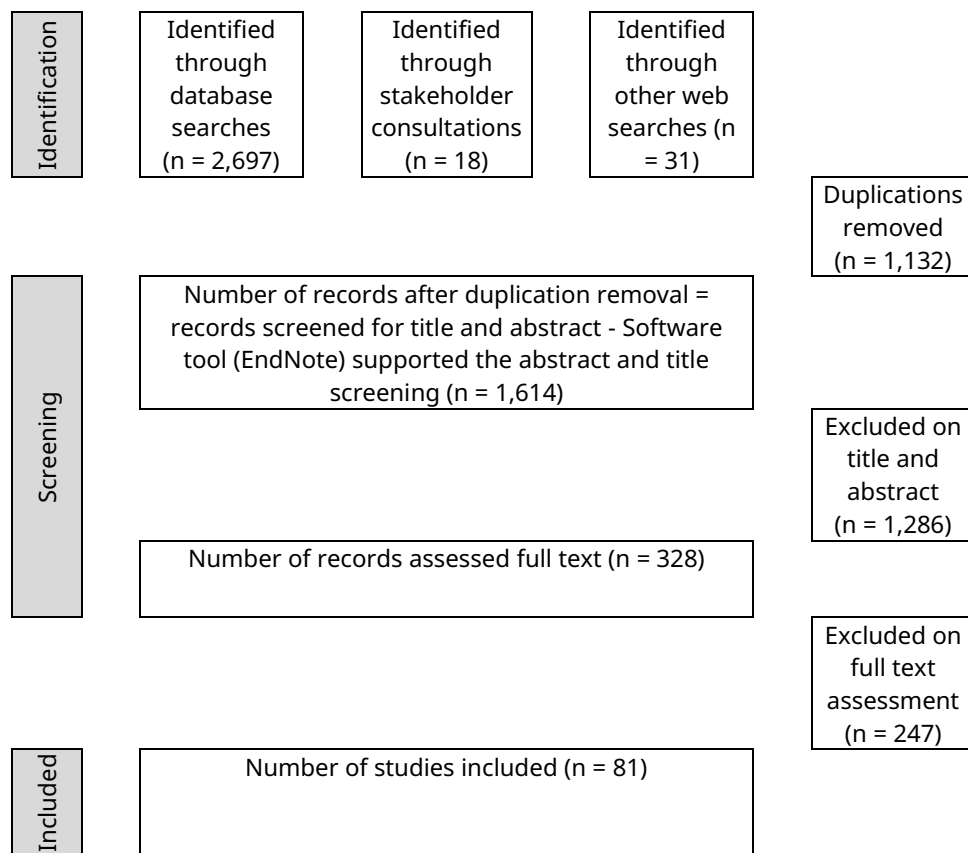 Identification
Identified
through
database
searches
(n = 2,697)
Identified
through
stakeholder
consultations
(n = 18)
Identified
through
other web
searches (n
= 31)
Duplications
removed
(n = 1,132)
Screening
Number of records after duplication removal =
records screened for title and abstract - Software
tool (EndNote) supported the abstract and title
screening (n = 1,614)
Excluded on
title and
abstract
(n = 1,286)
Number of records assessed full text (n = 328)
Excluded on
full text
assessment
(n = 247)
Included
Number of studies included (n = 81)